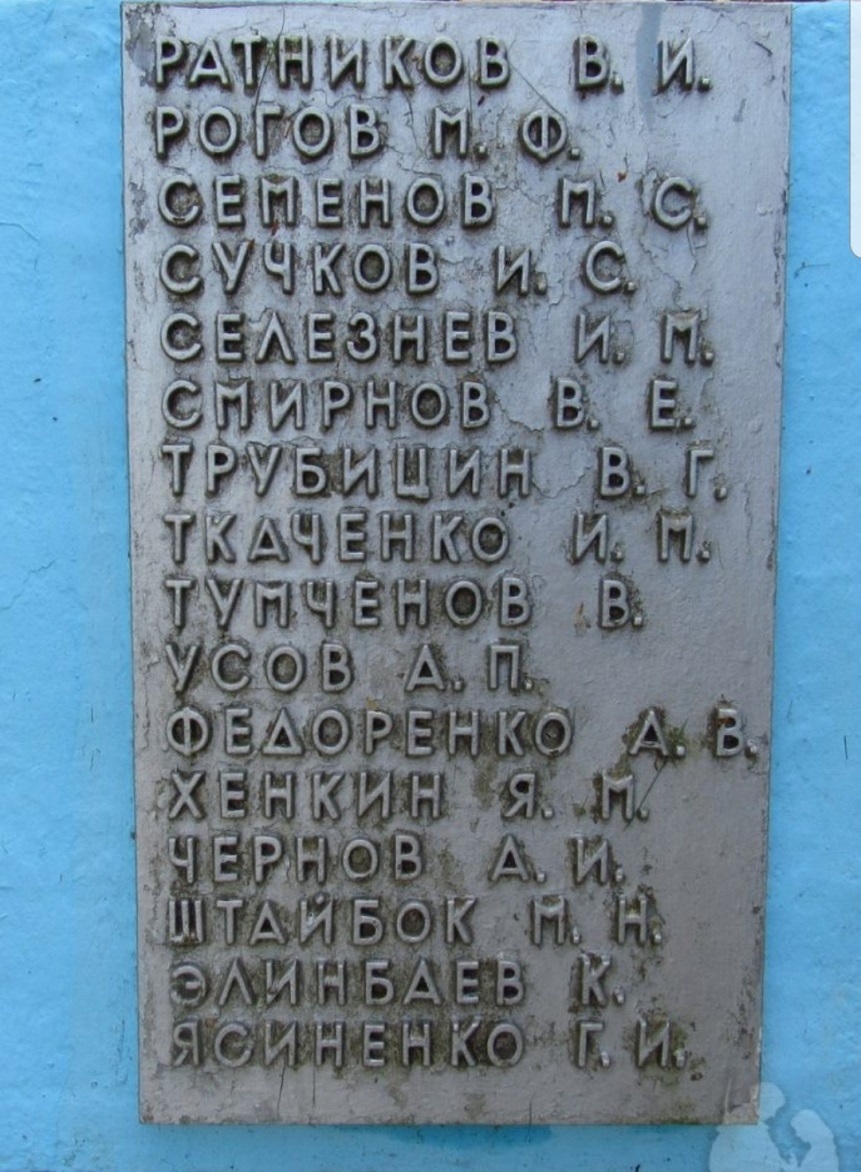 РАТНИКОВ В. И.
РОГОВ М. Ф.
СЕМЕНОВ М. С.
СУЧКОВ И. С.
СЕЛЕЗНЕВ И. М.
СМИРНОВ В. Е.
ТРУБИЦИН В. Г.
ТКАЧЕНКО И. М.
ТУМЧЕНОВ В.
УСОВ А. П.
ФЕДОРЕНКО А. В.
ХЕНКИН Я. М.
ЧЕРНОВ А. И.
ШТАЙБОК М. Н.
ЭЛИНБАЕВ К.
ЯСИНЕНКО Г. И.